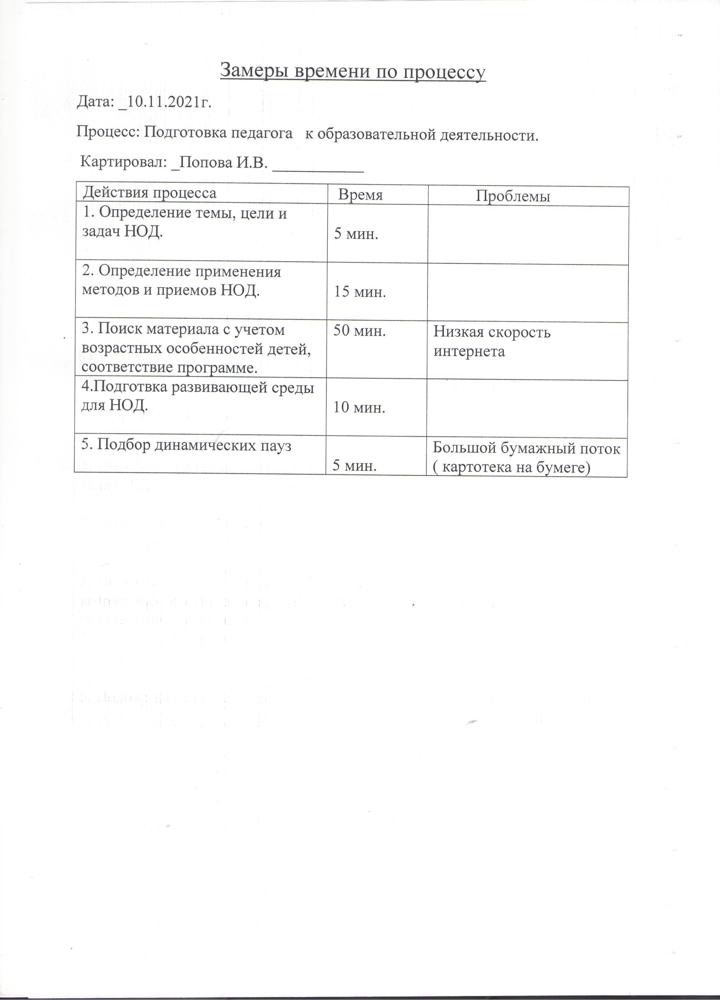 Замеры времени по процессу
Дата: _10.11.2021г.
Процесс: Подготовка педагога к образовательной деятельности.
Картировал: _Попова И.В. ___________
Действия процесса Время Проблемы
1. Определение темы, цели и
задач НОД.
5 мин.
2. Определение применения
методов и приемов НОД.
15 мин.
3. Поиск материала с учетом
возрастных особенностей детей,
соответствие программе.
50 мин.
Низкая скорость
интернета
4.Подготвка развивающей среды
для НОД.
10 мин.
5. Подбор динамических пауз
5 мин.
Большой бумажный поток
( картотека на бумеге)